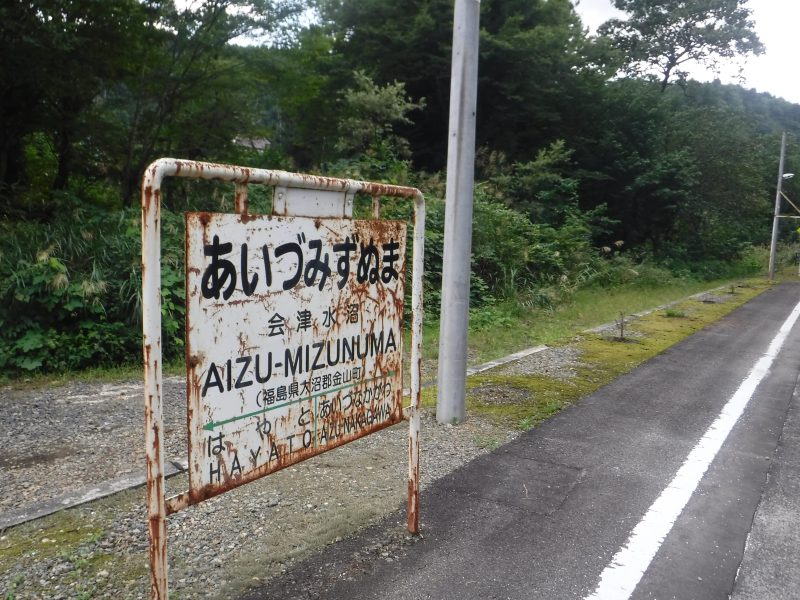 あいづみずぬま
会津水沼
AIZU-MIZUNUMA
(福島県大沼郡金山町)
はやと あいづなかがわ
HAYATO AIZU-NAKAGAWA